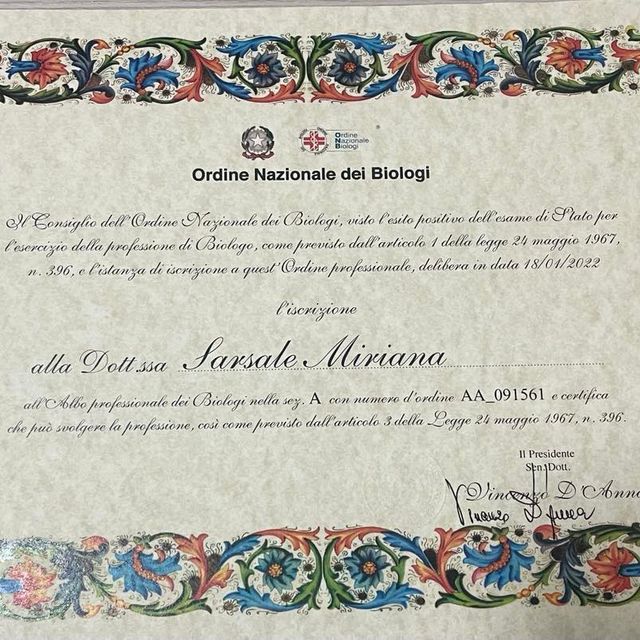 Ordine
Nazionale
Biologi
Ordine Nazionale dei Biologi
Il Consiglio dell'Ordine Nazionale dei Biologi, visto l'esito positivo dell'esame di Stato per
l'esercizio della professione di Biologo, come previsto dall'articolo 1 della legge 24 maggio 1967,
n. 396, e l'istanza di iscrizione a quest'Ordine professionale, delibera in data 18/01/2022
l'iscrizione
alla Dott.ssa Sarsale Miriana
all'Albo professionale dei Biologi nella sez. A con numero d'ordine AA_091561 e certifica
che può svolgere la professione, così come previsto dall'articolo 3 della Legge 24 maggio 1967, n. 396.
Il Presidente
Sen. Dott.
Vincenzo D'Anna